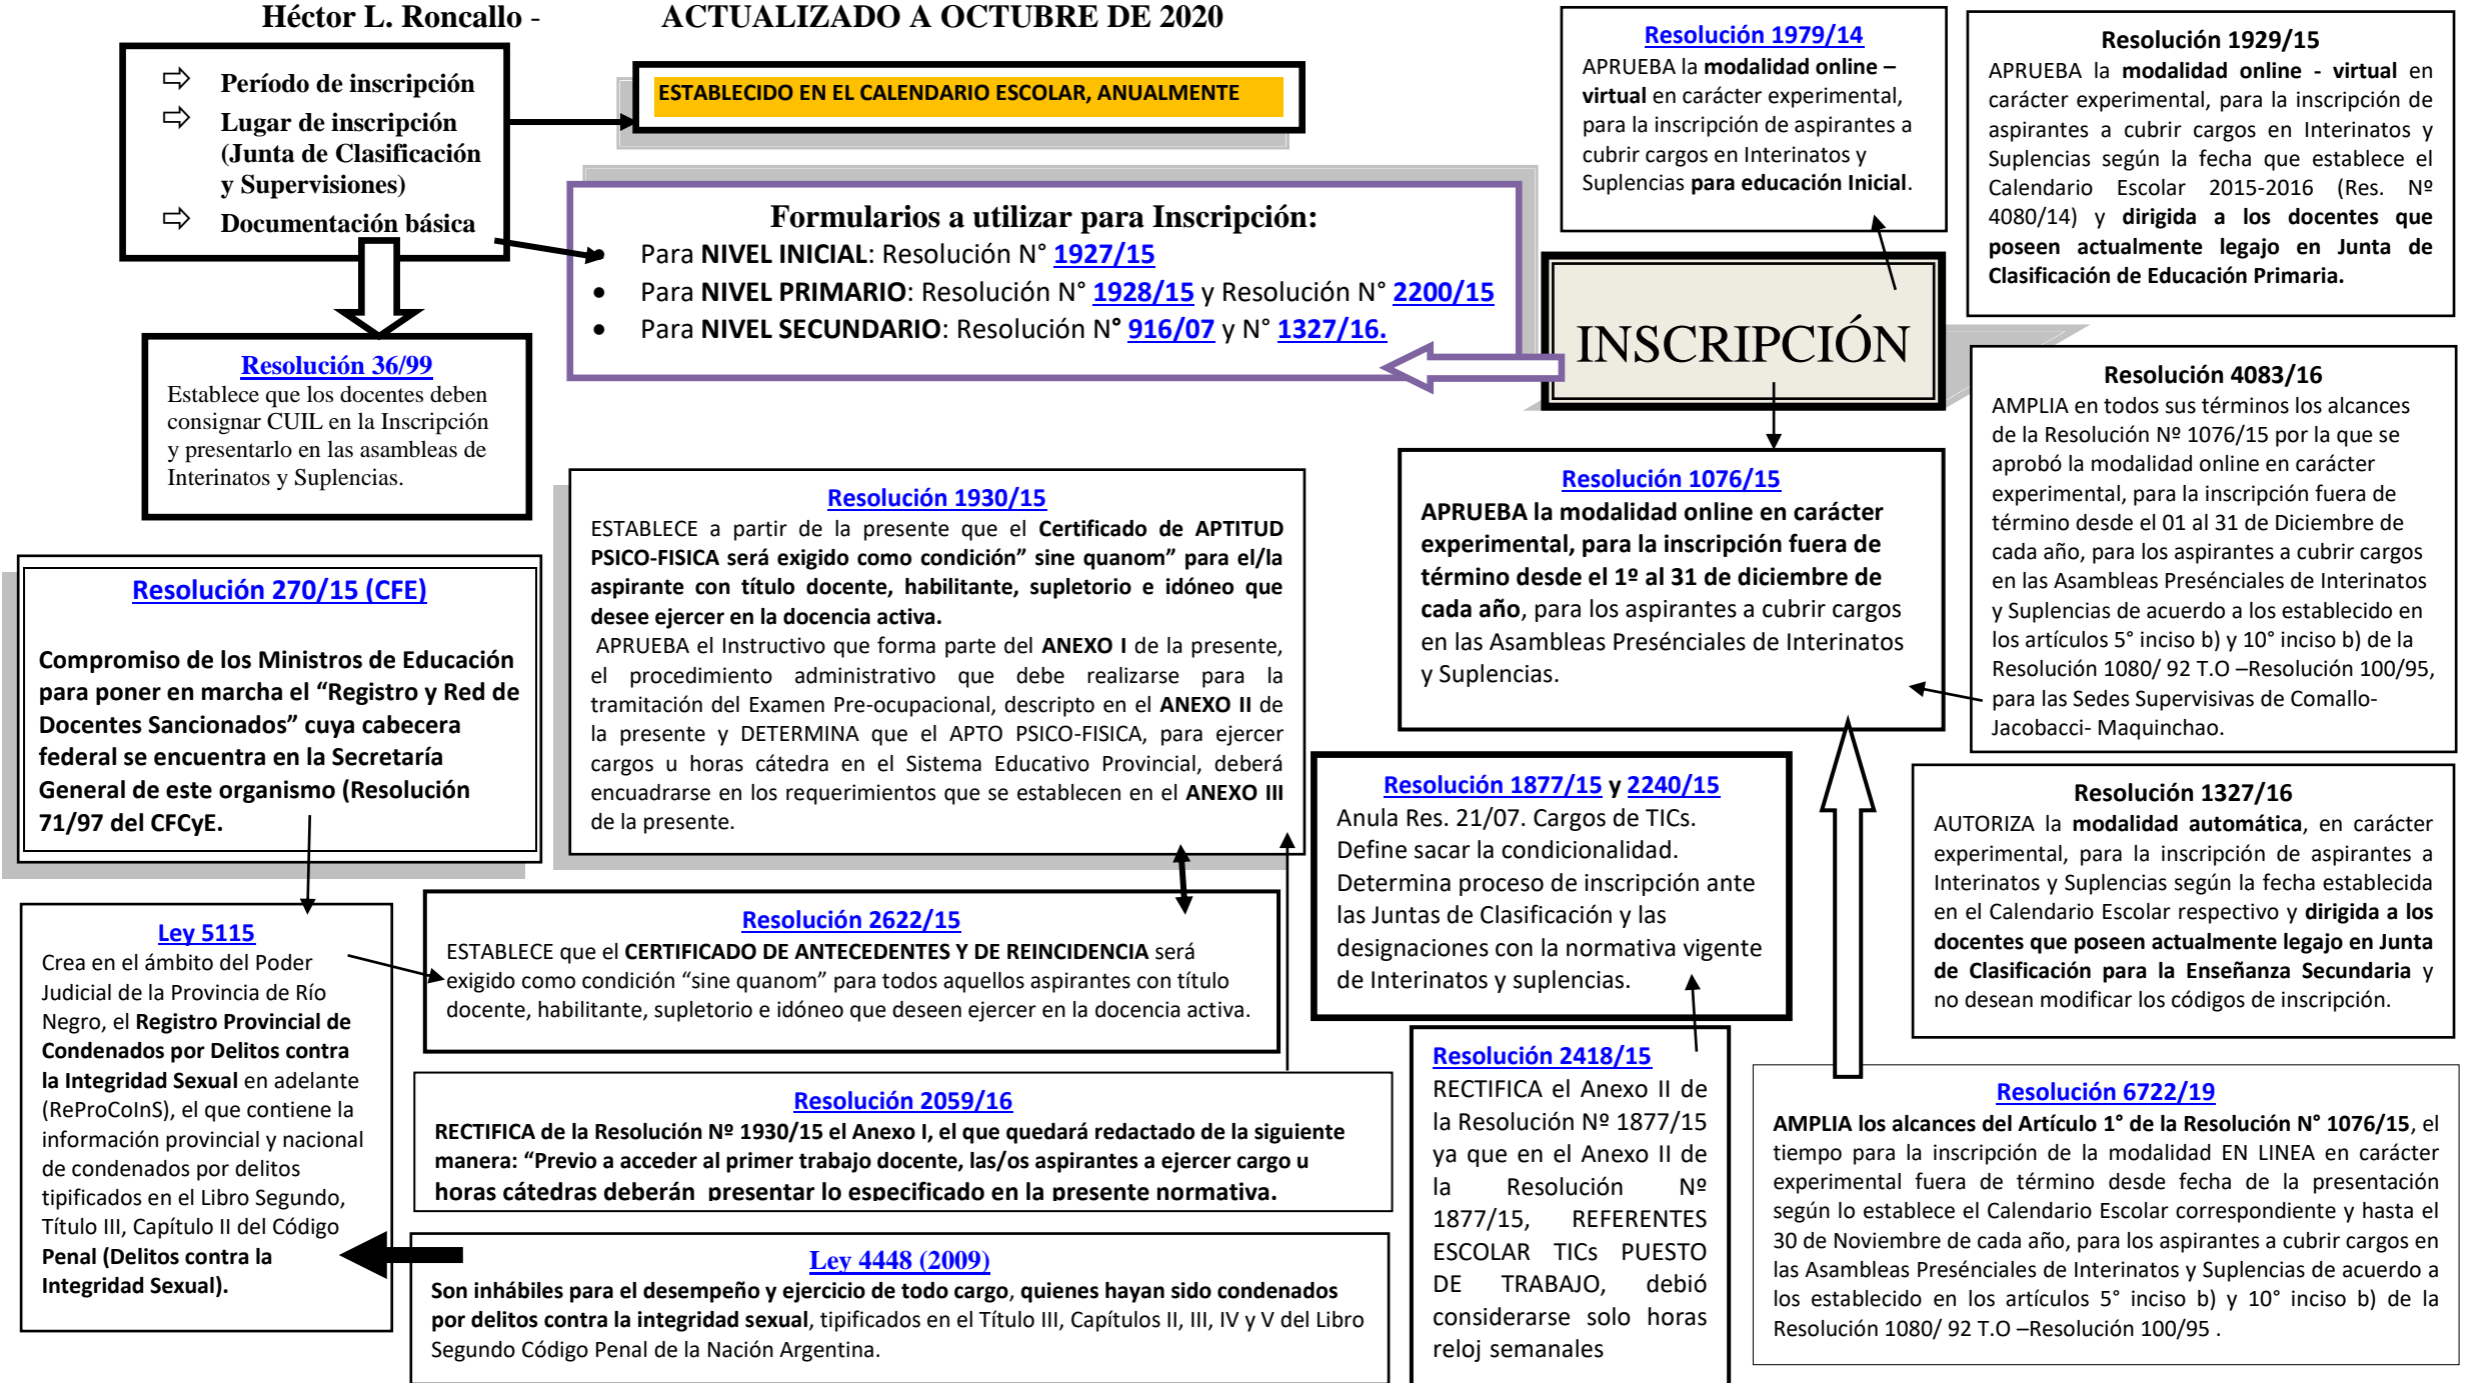 Héctor L. Roncallo - ACTUALIZADO A OCTUBRE DE 2020
⇨ Período de inscripción
⇨ Lugar de inscripción
(Junta de Clasificación
y Supervisiones)
⇨ Documentación básica
ESTABLECIDO EN EL CALENDARIO ESCOLAR, ANUALMENTE
Formularios a utilizar para Inscripción:
• Para NIVEL INICIAL: Resolución N° 1927/15
• Para NIVEL PRIMARIO: Resolución N° 1928/15 y Resolución N° 2200/15
• Para NIVEL SECUNDARIO: Resolución N° 916/07 y N° 1327/16.
Resolución 1979/14
APRUEBA la modalidad online –
virtual en carácter experimental,
para la inscripción de aspirantes a
cubrir cargos en Interinatos y
Suplencias para educación Inicial.
Resolución 1929/15
APRUEBA la modalidad online - virtual en
carácter experimental, para la inscripción de
aspirantes a cubrir cargos en Interinatos y
Suplencias según la fecha que establece el
Calendario Escolar 2015-2016 (Res. Nº
4080/14) y dirigida a los docentes que
poseen actualmente legajo en Junta de
Clasificación de Educación Primaria.
INSCRIPCIÓN
Resolución 36/99
Establece que los docentes deben
consignar CUIL en la Inscripción
y presentarlo en las asambleas de
Interinatos y Suplencias.
Resolución 4083/16
AMPLIA en todos sus términos los alcances
de la Resolución Nº 1076/15 por la que se
aprobó la modalidad online en carácter
experimental, para la inscripción fuera de
término desde el 01 al 31 de Diciembre de
cada año, para los aspirantes a cubrir cargos
en las Asambleas Presénciales de Interinatos
y Suplencias de acuerdo a los establecido en
los artículos 5° inciso b) y 10° inciso b) de la
Resolución 1080/ 92 T.O –Resolución 100/95,
para las Sedes Supervisivas de Comallo-
Jacobacci- Maquinchao.
Resolución 1076/15
APRUEBA la modalidad online en carácter
experimental, para la inscripción fuera de
término desde el 1º al 31 de diciembre de
cada año, para los aspirantes a cubrir cargos
en las Asambleas Presénciales de Interinatos
y Suplencias.
Resolución 1930/15
ESTABLECE a partir de la presente que el Certificado de APTITUD
PSICO-FISICA será exigido como condición” sine quanom” para el/la
aspirante con título docente, habilitante, supletorio e idóneo que
desee ejercer en la docencia activa.
APRUEBA el Instructivo que forma parte del ANEXO I de la presente,
el procedimiento administrativo que debe realizarse para la
tramitación del Examen Pre-ocupacional, descripto en el ANEXO II de
la presente y DETERMINA que el APTO PSICO-FISICA, para ejercer
cargos u horas cátedra en el Sistema Educativo Provincial, deberá
encuadrarse en los requerimientos que se establecen en el ANEXO III
de la presente.
Resolución 270/15 (CFE)
Compromiso de los Ministros de Educación
para poner en marcha el “Registro y Red de
Docentes Sancionados” cuya cabecera
federal se encuentra en la Secretaría
General de este organismo (Resolución
71/97 del CFCyE.
Resolución 1877/15 y 2240/15
Anula Res. 21/07. Cargos de TICs.
Define sacar la condicionalidad.
Determina proceso de inscripción ante
las Juntas de Clasificación y las
designaciones con la normativa vigente
de Interinatos y suplencias.
Resolución 1327/16
AUTORIZA la modalidad automática, en carácter
experimental, para la inscripción de aspirantes a
Interinatos y Suplencias según la fecha establecida
en el Calendario Escolar respectivo y dirigida a los
docentes que poseen actualmente legajo en Junta
de Clasificación para la Enseñanza Secundaria y
no desean modificar los códigos de inscripción.
Ley 5115
Crea en el ámbito del Poder
Judicial de la Provincia de Río
Negro, el Registro Provincial de
Condenados por Delitos contra
la Integridad Sexual en adelante
(ReProCoInS), el que contiene la
información provincial y nacional
de condenados por delitos
tipificados en el Libro Segundo,
Título III, Capítulo II del Código
Penal (Delitos contra la
Integridad Sexual).
Resolución 2622/15
ESTABLECE que el CERTIFICADO DE ANTECEDENTES Y DE REINCIDENCIA será
exigido como condición “sine quanom” para todos aquellos aspirantes con título
docente, habilitante, supletorio e idóneo que deseen ejercer en la docencia activa.
Resolución 2059/16
RECTIFICA de la Resolución Nº 1930/15 el Anexo I, el que quedará redactado de la siguiente
manera: “Previo a acceder al primer trabajo docente, las/os aspirantes a ejercer cargo u
horas cátedras deberán presentar lo especificado en la presente normativa.
Ley 4448 (2009)
Son inhábiles para el desempeño y ejercicio de todo cargo, quienes hayan sido condenados
por delitos contra la integridad sexual, tipificados en el Título III, Capítulos II, III, IV y V del Libro
Segundo Código Penal de la Nación Argentina.
Resolución 2418/15
RECTIFICA el Anexo II de
la Resolución Nº 1877/15
ya que en el Anexo II de
la Resolución Nº
1877/15, REFERENTES
ESCOLAR TICs PUESTO
DE TRABAJO, debió
considerarse solo horas
reloj semanales
Resolución 6722/19
AMPLIA los alcances del Artículo 1° de la Resolución N° 1076/15, el
tiempo para la inscripción de la modalidad EN LINEA en carácter
experimental fuera de término desde fecha de la presentación
según lo establece el Calendario Escolar correspondiente y hasta el
30 de Noviembre de cada año, para los aspirantes a cubrir cargos en
las Asambleas Presénciales de Interinatos y Suplencias de acuerdo a
los establecido en los artículos 5° inciso b) y 10° inciso b) de la
Resolución 1080/ 92 T.O –Resolución 100/95 .